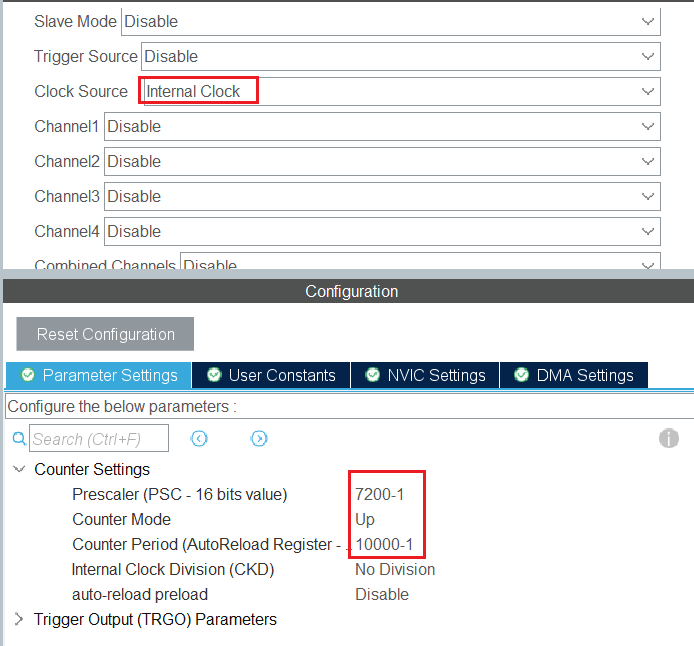 Slave Mode Disable
Trigger Source Disable
Clock Source Internal Clock
Channel1 Disable
Channel2 Disable
Channel3 Disable
Channel4 Disable
Combined Channels Disable
Configuration
Reset Configuration
Parameter Settings User Constants NVIC Settings DMA Settings
Configure the below parameters :
Search (Ctrl+F) i
Counter Settings
Prescaler (PSC - 16 bits value) 7200-1
Counter Mode Up
Counter Period (AutoReload Register - .. 10000-1
Internal Clock Division (CKD) No Division
auto-reload preload Disable
Trigger Output (TRGO) Parameters